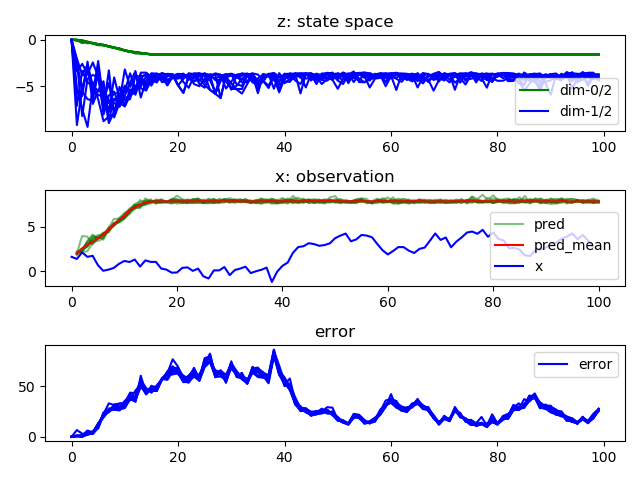 z: state space
0
−5
dim-0/2
dim-1/2
0 20 40 60 80 100
x: observation
5
0
pred
pred_mean
x
0 20 40 60 80 100
error
50
0
error
0 20 40 60 80 100